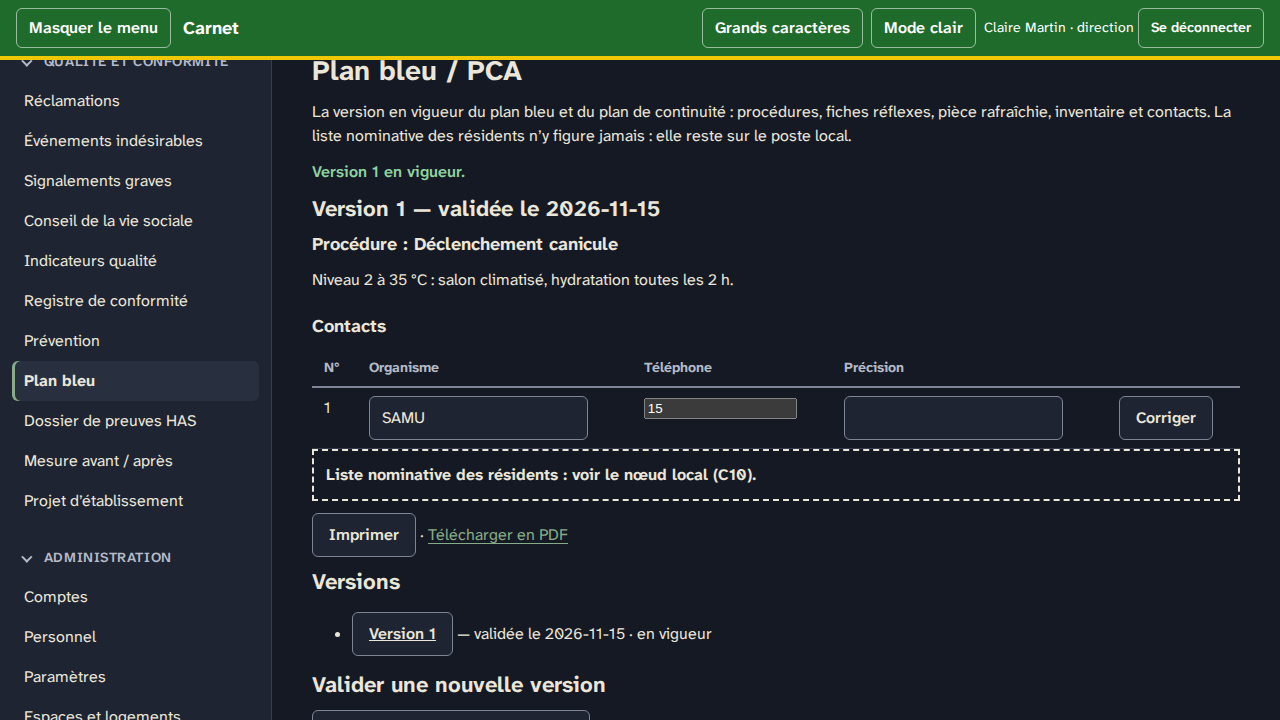 Masquer le menu
Carnet
Grands caractères
Mode clair
Claire Martin · direction
Se déconnecter
QUALITÉ ET CONFORMITÉ
Réclamations
Événements indésirables
Signalements graves
Conseil de la vie sociale
Indicateurs qualité
Registre de conformité
Prévention
Plan bleu
Dossier de preuves HAS
Mesure avant / après
Projet d’établissement
ADMINISTRATION
Comptes
Personnel
Paramètres
Espaces et logements
Plan bleu / PCA
La version en vigueur du plan bleu et du plan de continuité : procédures, fiches réflexes, pièce rafraîchie, inventaire et contacts. La
liste nominative des résidents n’y figure jamais : elle reste sur le poste local.
Version 1 en vigueur.
Version 1 — validée le 2026-11-15
Procédure : Déclenchement canicule
Niveau 2 à 35 °C : salon climatisé, hydratation toutes les 2 h.
Contacts
N° Organisme Téléphone Précision
1 SAMU 15 Corriger
Liste nominative des résidents : voir le nœud local (C10).
Imprimer · Télécharger en PDF
Versions
• Version 1 — validée le 2026-11-15 · en vigueur
Valider une nouvelle version